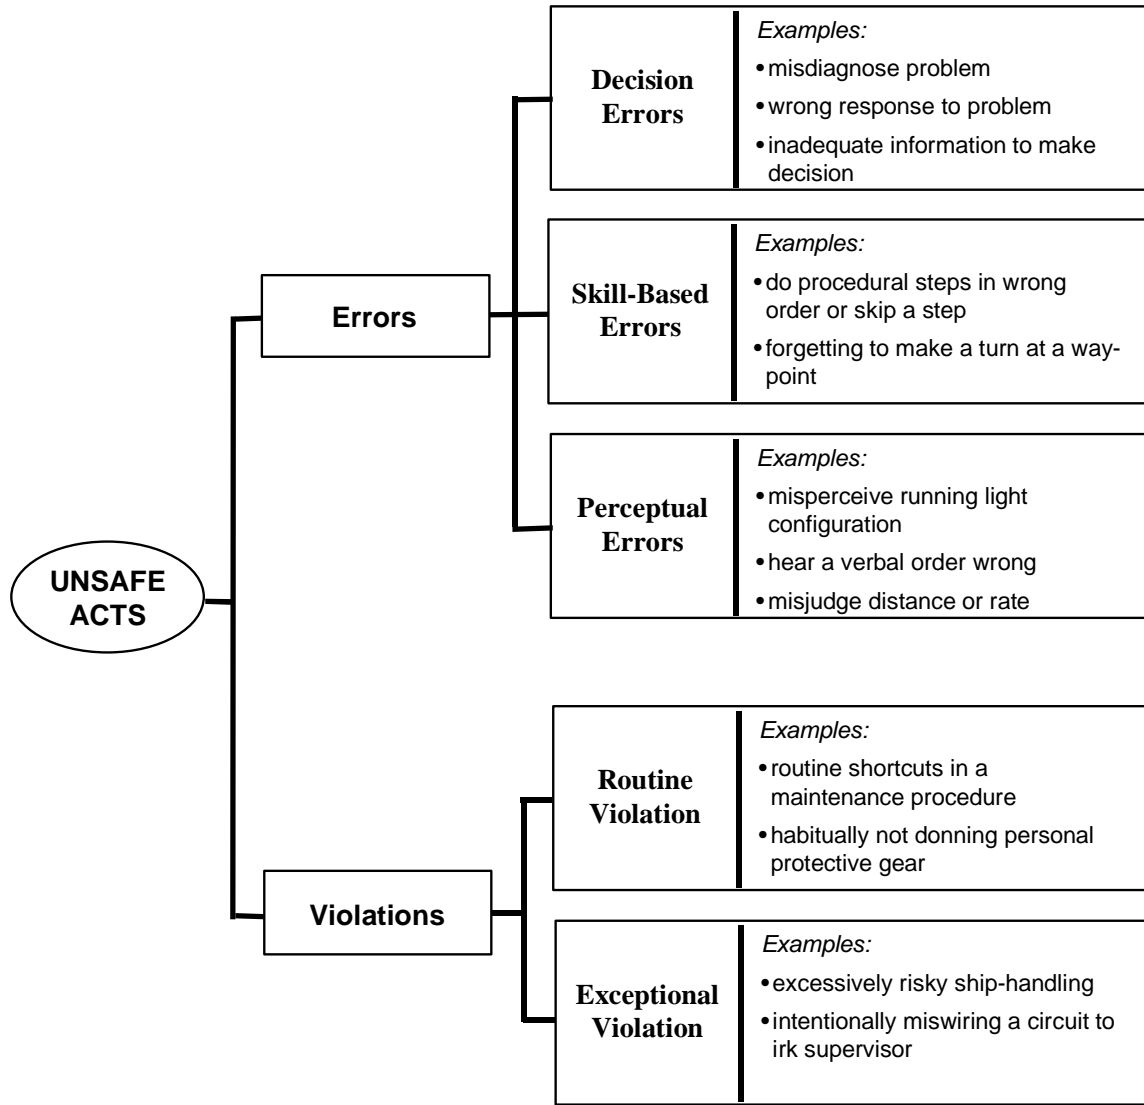 Examples:
• misdiagnose problem
• wrong response to problem
• inadequate information to make
decision
Decision
Errors
Examples:
• do procedural steps in wrong
order or skip a step
• forgetting to make a turn at a way-
point
Skill-Based
Errors
Errors
Examples:
• misperceive running light
configuration
• hear a verbal order wrong
• misjudge distance or rate
Perceptual
Errors
UNSAFE
ACTS
Examples:
• routine shortcuts in a
maintenance procedure
• habitually not donning personal
protective gear
Routine
Violation
Violations
Examples:
• excessively risky ship-handling
• intentionally miswiring a circuit to
irk supervisor
Exceptional
Violation